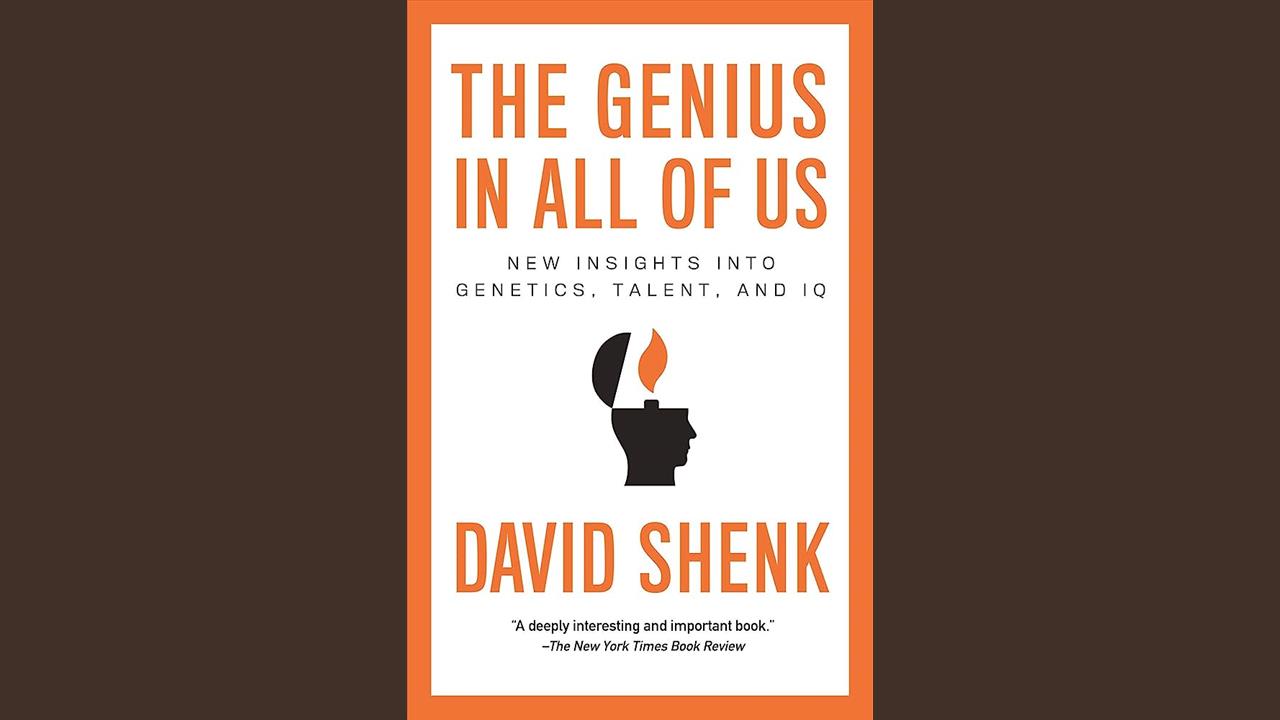 THE GENIUS
IN ALL OF US
NEW INSIGHTS INTO
GENETICS, TALENT, AND IQ
DAVID SHENK
“A deeply interesting and important book.”
–The New York Times Book Review